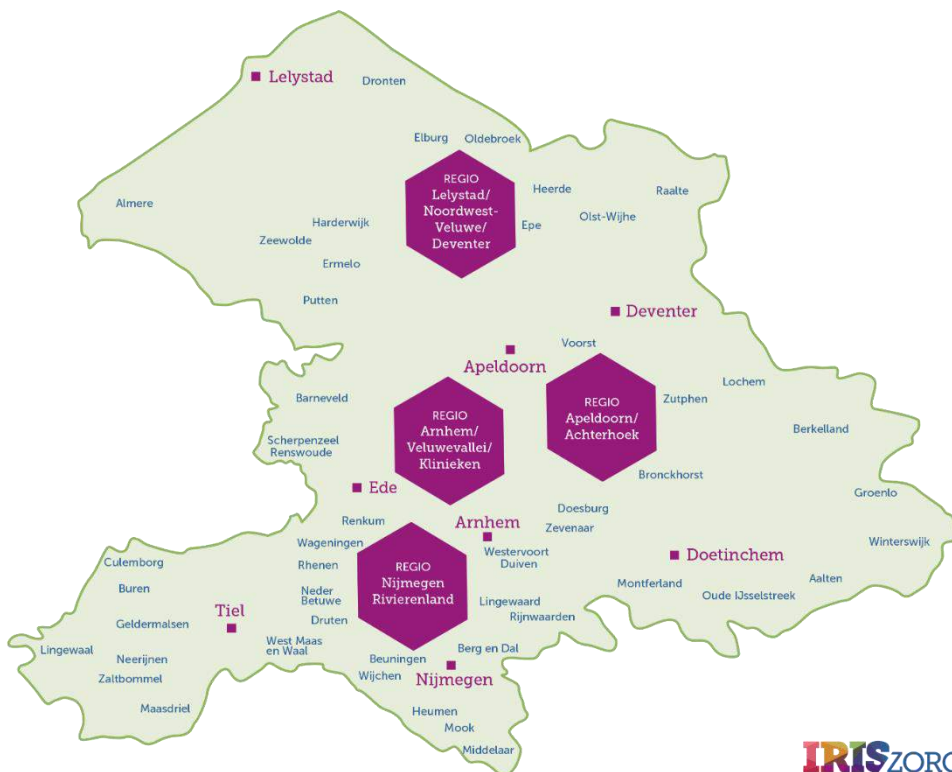 Lelystad
Dronten
Elburg
Oldebroek
REGIO
Lelystad/
Noordwest-
Veluwe/
Deventer
Heerde
Raalte
Almere
Olst-Wijhe
Harderwijk
Epe
Zeewolde
Ermelo
Putten
Deventer
Voorst
Apeldoorn
Lochem
Barneveld
REGIO
Arnhem/
Veluwevallei/
Klinieken
REGIO
Apeldoorn/
Achterhoek
Zutphen
Berkelland
Scherpenzeel
Renswoude
Bronckhorst
Ede
Groenlo
Doesburg
Renkum
Arnhem
Zevenaar
Wageningen
Winterswijk
Westervoort
Duiven
Doetinchem
Culemborg
Rhenen
REGIO
Nijmegen
Rivierenland
Montferland
Aalten
Buren
Neder
Betuwe
Oude IJsselstreek
Tiel
Lingewaard
Rijnwaarden
Geldermalsen
Druten
Lingewaal
West Maas
en Waal
Berg en Dal
Neerijnen
Beuningen
Zaltbommel
Wijchen
Nijmegen
Maasdriel
Heumen
Mook
Middelaar
IRISZORG